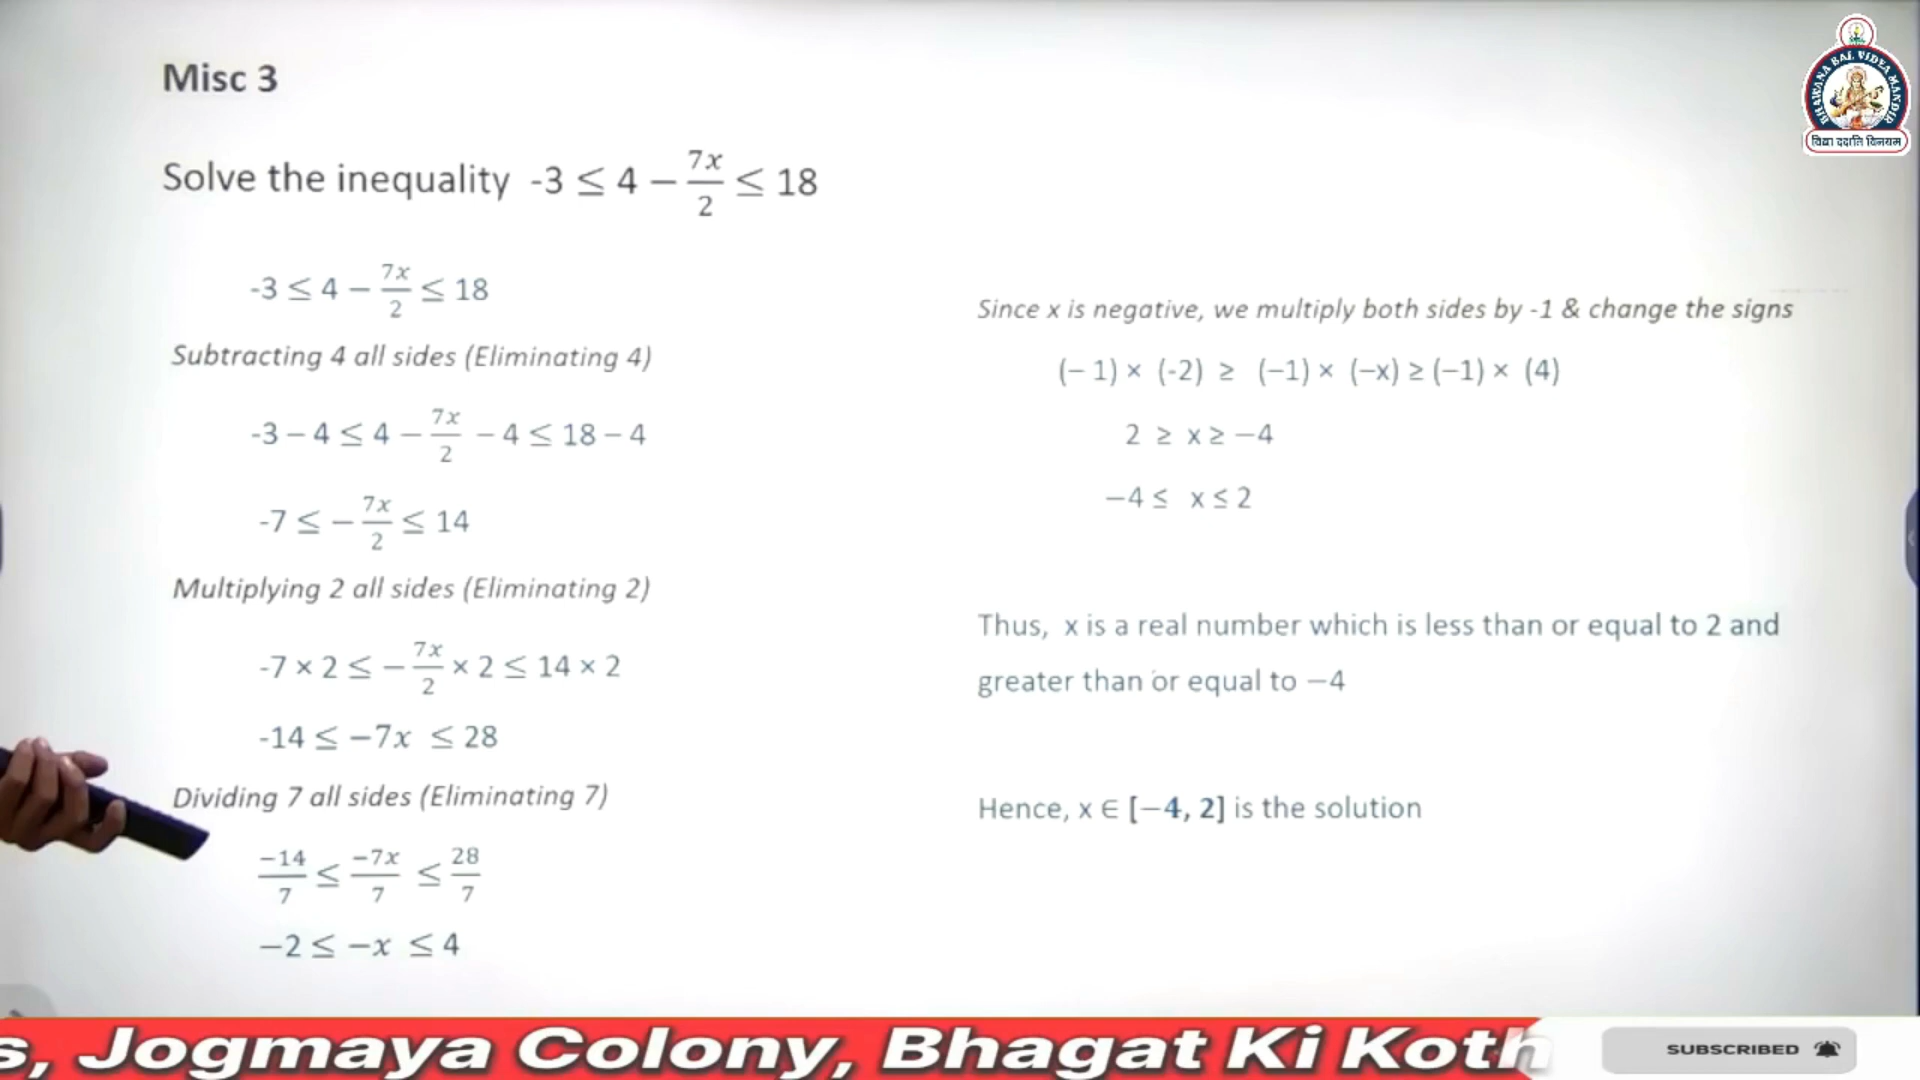 Misc 3
Solve the inequality -3 ≤ 4 − 7x/2 ≤ 18
-3 ≤ 4 − 7x/2 ≤ 18
Subtracting 4 all sides (Eliminating 4)
-3 – 4 ≤ 4 − 7x/2 – 4 ≤ 18 – 4
-7 ≤ − 7x/2 ≤ 14
Multiplying 2 all sides (Eliminating 2)
-7 × 2 ≤ − 7x/2 × 2 ≤ 14 × 2
-14 ≤ −7x ≤ 28
Dividing 7 all sides (Eliminating 7)
−14/7 ≤ −7x/7 ≤ 28/7
−2 ≤ −x ≤ 4
Since x is negative, we multiply both sides by -1 & change the signs
(– 1) × (-2) ≥ (−1) × (−x) ≥ (−1) × (4)
2 ≥ x ≥ −4
−4 ≤ x ≤ 2
Thus, x is a real number which is less than or equal to 2 and
greater than or equal to −4
Hence, x ∈ [−4, 2] is the solution
BHAWANA BAL VIDYA MANDIR
विद्या ददाति विनयम
s, Jogmaya Colony, Bhagat Ki Koth
SUBSCRIBED